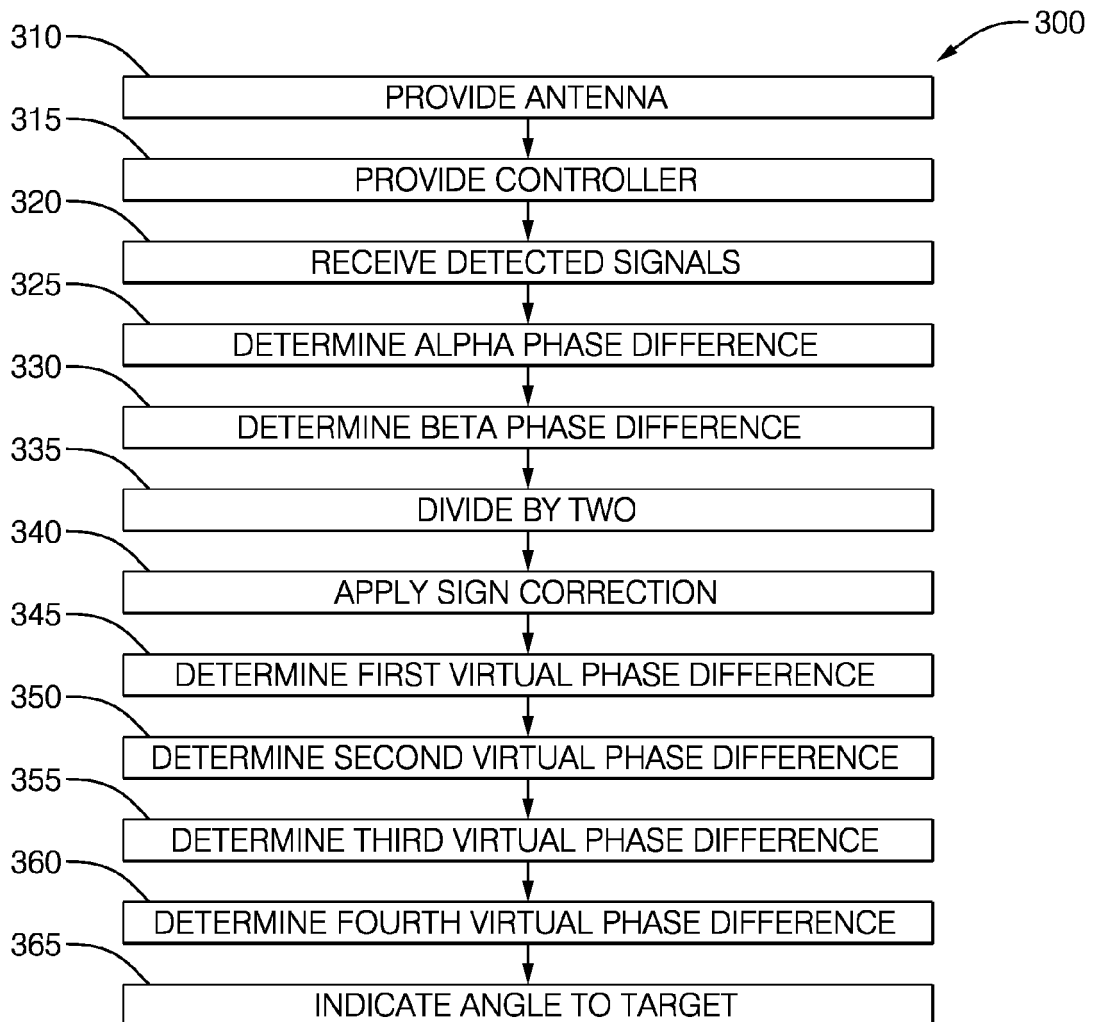 300
310
PROVIDE ANTENNA
315
PROVIDE CONTROLLER
320
RECEIVE DETECTED SIGNALS
325
DETERMINE ALPHA PHASE DIFFERENCE
330
DETERMINE BETA PHASE DIFFERENCE
335
DIVIDE BY TWO
340
APPLY SIGN CORRECTION
345
DETERMINE FIRST VIRTUAL PHASE DIFFERENCE
350
DETERMINE SECOND VIRTUAL PHASE DIFFERENCE
355
DETERMINE THIRD VIRTUAL PHASE DIFFERENCE
360
DETERMINE FOURTH VIRTUAL PHASE DIFFERENCE
365
INDICATE ANGLE TO TARGET